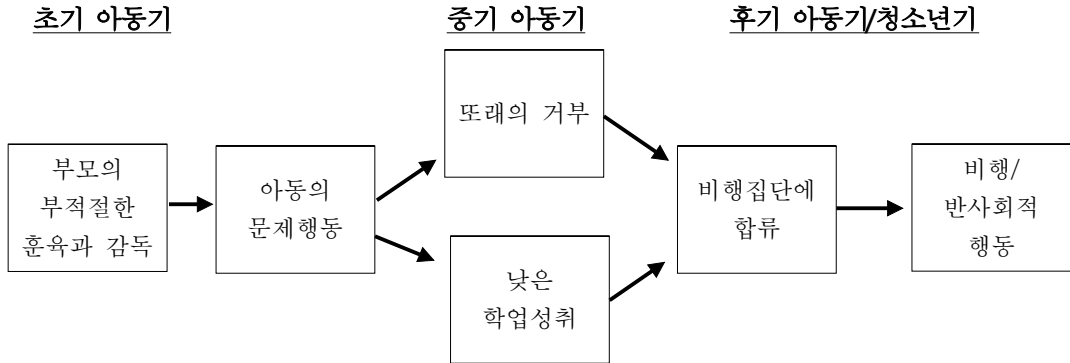 초기 아동기
중기 아동기
후기 아동기/청소년기
부모의
부적절한
훈육과 감독
아동의
문제행동
또래의 거부
낮은
학업성취
비행집단에
합류
비행/
반사회적
행동